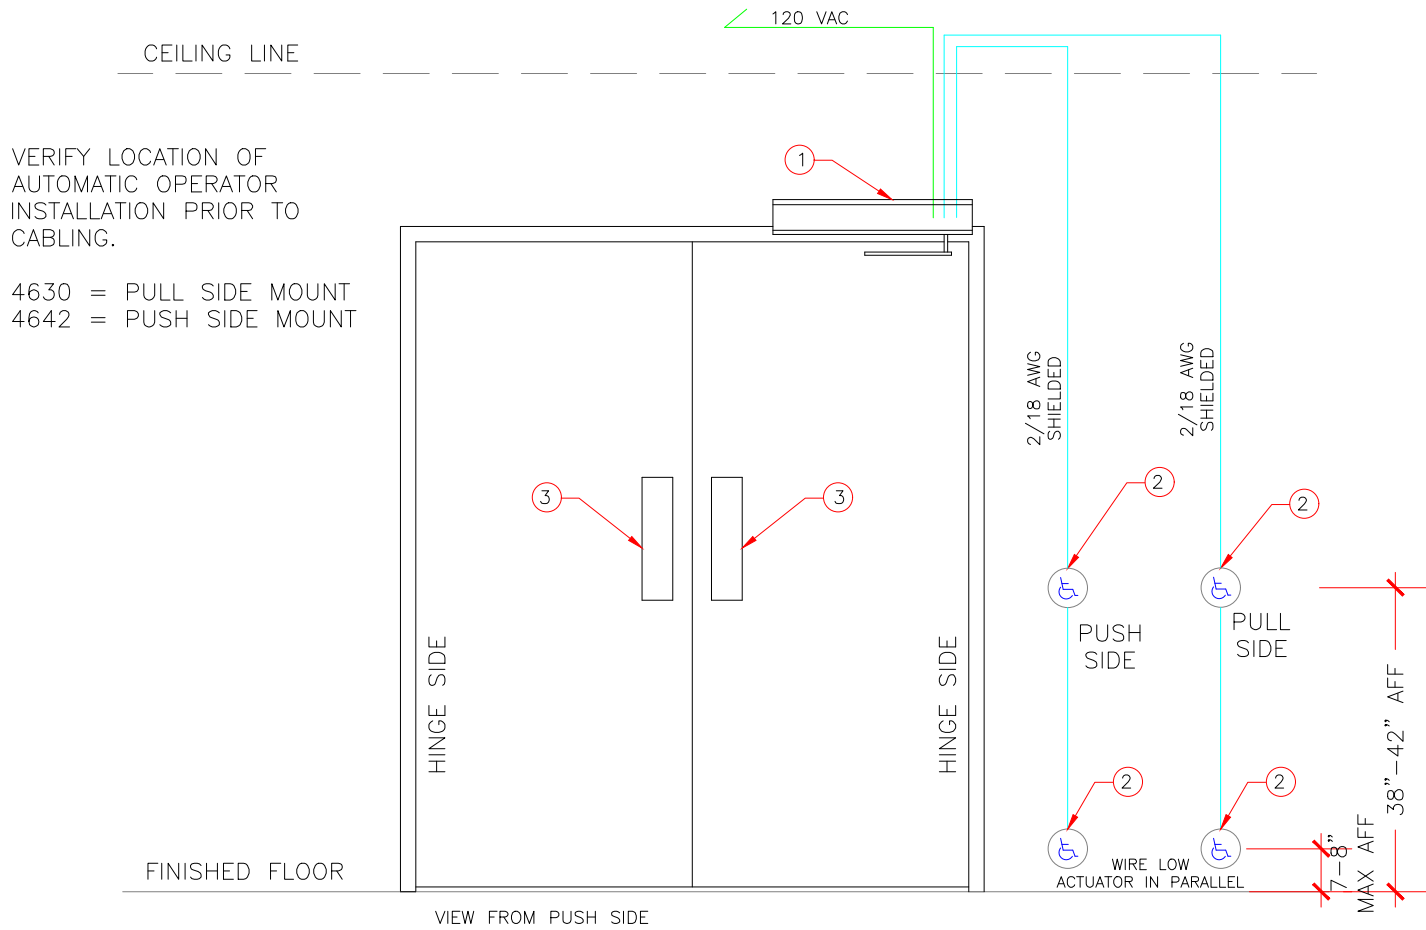 120 VAC
CEILING LINE
VERIFY LOCATION OF
AUTOMATIC OPERATOR
INSTALLATION PRIOR TO
CABLING.
4630 = PULL SIDE MOUNT
4642 = PUSH SIDE MOUNT
1
2/18 AWG
SHIELDED
2/18 AWG
SHIELDED
3
3
2
2
PUSH
SIDE
PULL
SIDE
HINGE SIDE
HINGE SIDE
2
2
38"-42" AFF
7-8"
MAX AFF
WIRE LOW
ACTUATOR IN PARALLEL
FINISHED FLOOR
VIEW FROM PUSH SIDE